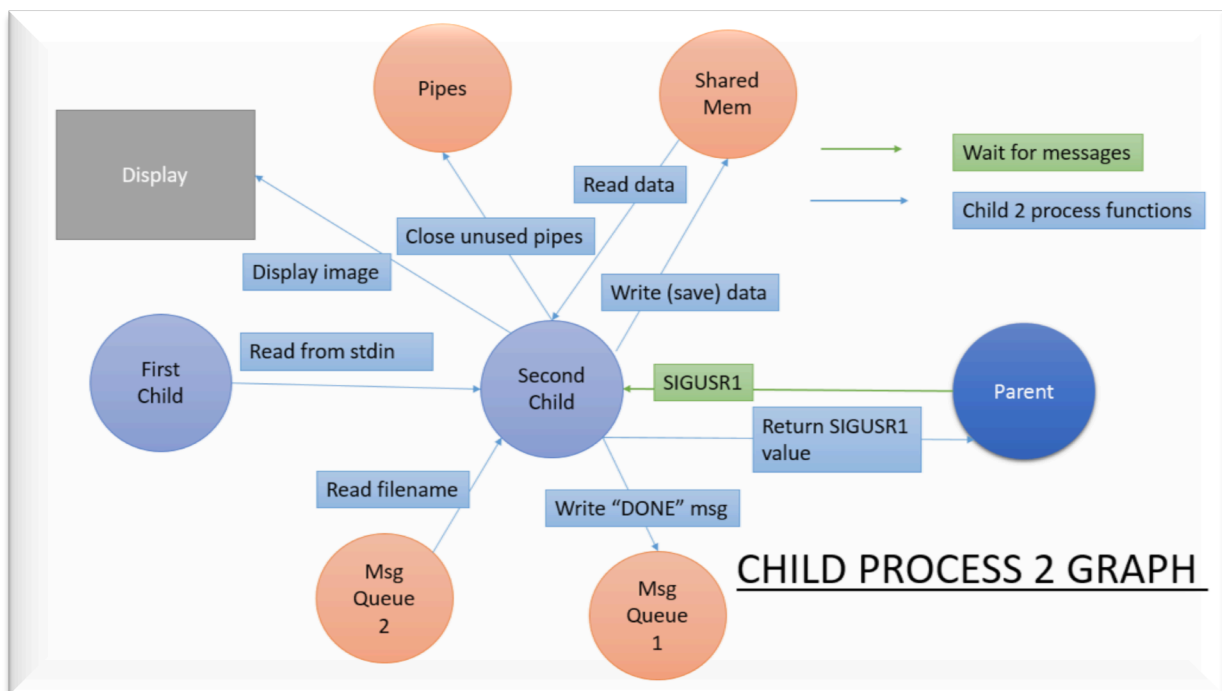 Pipes
Shared
Mem
Wait for messages
Display
Read data
Child 2 process functions
Close unused pipes
Display image
Write (save) data
Read from stdin
First
Child
Second
Child
SIGUSR1
Parent
Return SIGUSR1
value
Read filename
Write “DONE” msg
Msg
Queue
2
Msg
Queue
1
CHILD PROCESS 2 GRAPH